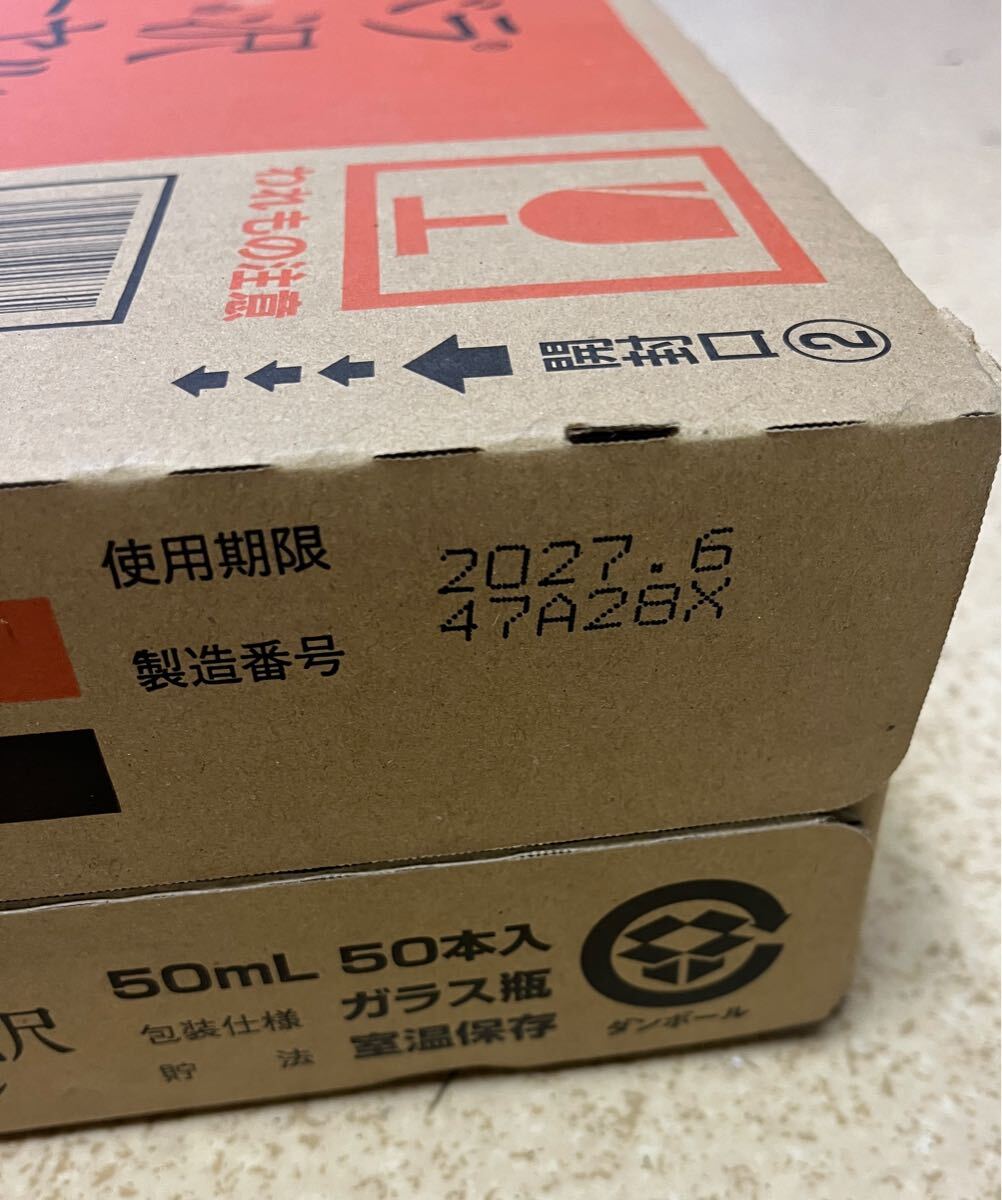 われもの注意
開封口②
使用期限 2027.6
製造番号 47A28X
50mL 50本入
包装仕様 ガラス瓶
貯法 室温保存
ダンボール